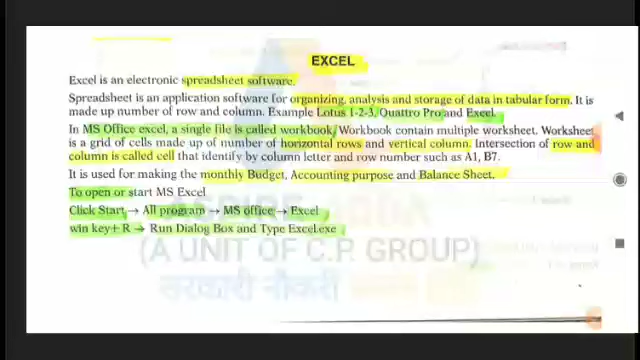 EXCEL
Excel is an electronic spreadsheet software.
Spreadsheet is an application software for organizing, analysis and storage of data in tabular form. It is
made up number of row and column. Example Lotus 1-2-3, Quattro Pro and Excel.
In MS Office excel, a single file is called workbook, Workbook contain multiple worksheet. Worksheet
is a grid of cells made up of number of horizontal rows and vertical column. Intersection of row and
column is called cell that identify by column letter and row number such as A1, B7.
It is used for making the monthly Budget, Accounting purpose and Balance Sheet.
To open or start MS Excel
Click Start → All program → MS office → Excel
win key+ R → Run Dialog Box and Type Excel.exe
(A UNIT OF C.P. GROUP)
सरकारी नौकरी